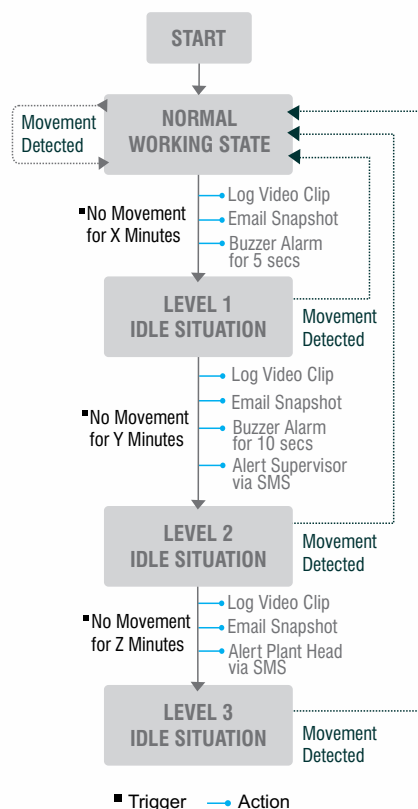 START
NORMAL
WORKING STATE
Movement
Detected
Log Video Clip
Email Snapshot
Buzzer Alarm
for 5 secs
No Movement
for X Minutes
LEVEL 1
IDLE SITUATION
Movement
Detected
Log Video Clip
Email Snapshot
Buzzer Alarm
for 10 secs
Alert Supervisor
via SMS
No Movement
for Y Minutes
LEVEL 2
IDLE SITUATION
Movement
Detected
Log Video Clip
Email Snapshot
Alert Plant Head
via SMS
No Movement
for Z Minutes
LEVEL 3
IDLE SITUATION
Movement
Detected
Trigger
Action